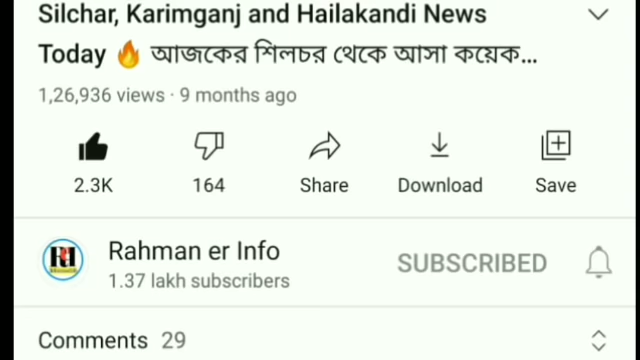 Silchar, Karimganj and Hailakandi News
Today 🔥 আজকের শিলচর থেকে আসা কয়েক...
1,26,936 views · 9 months ago
2.3K
164
Share
Download
Save
Rahman er Info
SUBSCRIBED
1.37 lakh subscribers
Comments 29